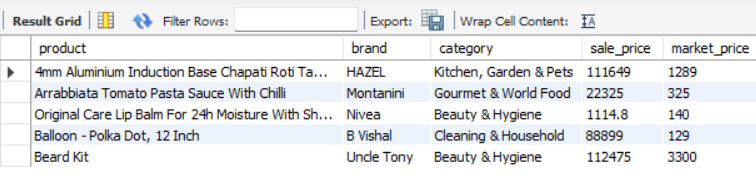 Result Grid Filter Rows: Export: Wrap Cell Content: IA
product brand category sale_price market_price
4mm Aluminium Induction Base Chapati Roti Ta... HAZEL Kitchen, Garden & Pets 111649 1289
Arrabbiata Tomato Pasta Sauce With Chilli Montanini Gourmet & World Food 22325 325
Original Care Lip Balm For 24h Moisture With Sh... Nivea Beauty & Hygiene 1114.8 140
Balloon - Polka Dot, 12 Inch B Vishal Cleaning & Household 88899 129
Beard Kit Uncle Tony Beauty & Hygiene 112475 3300